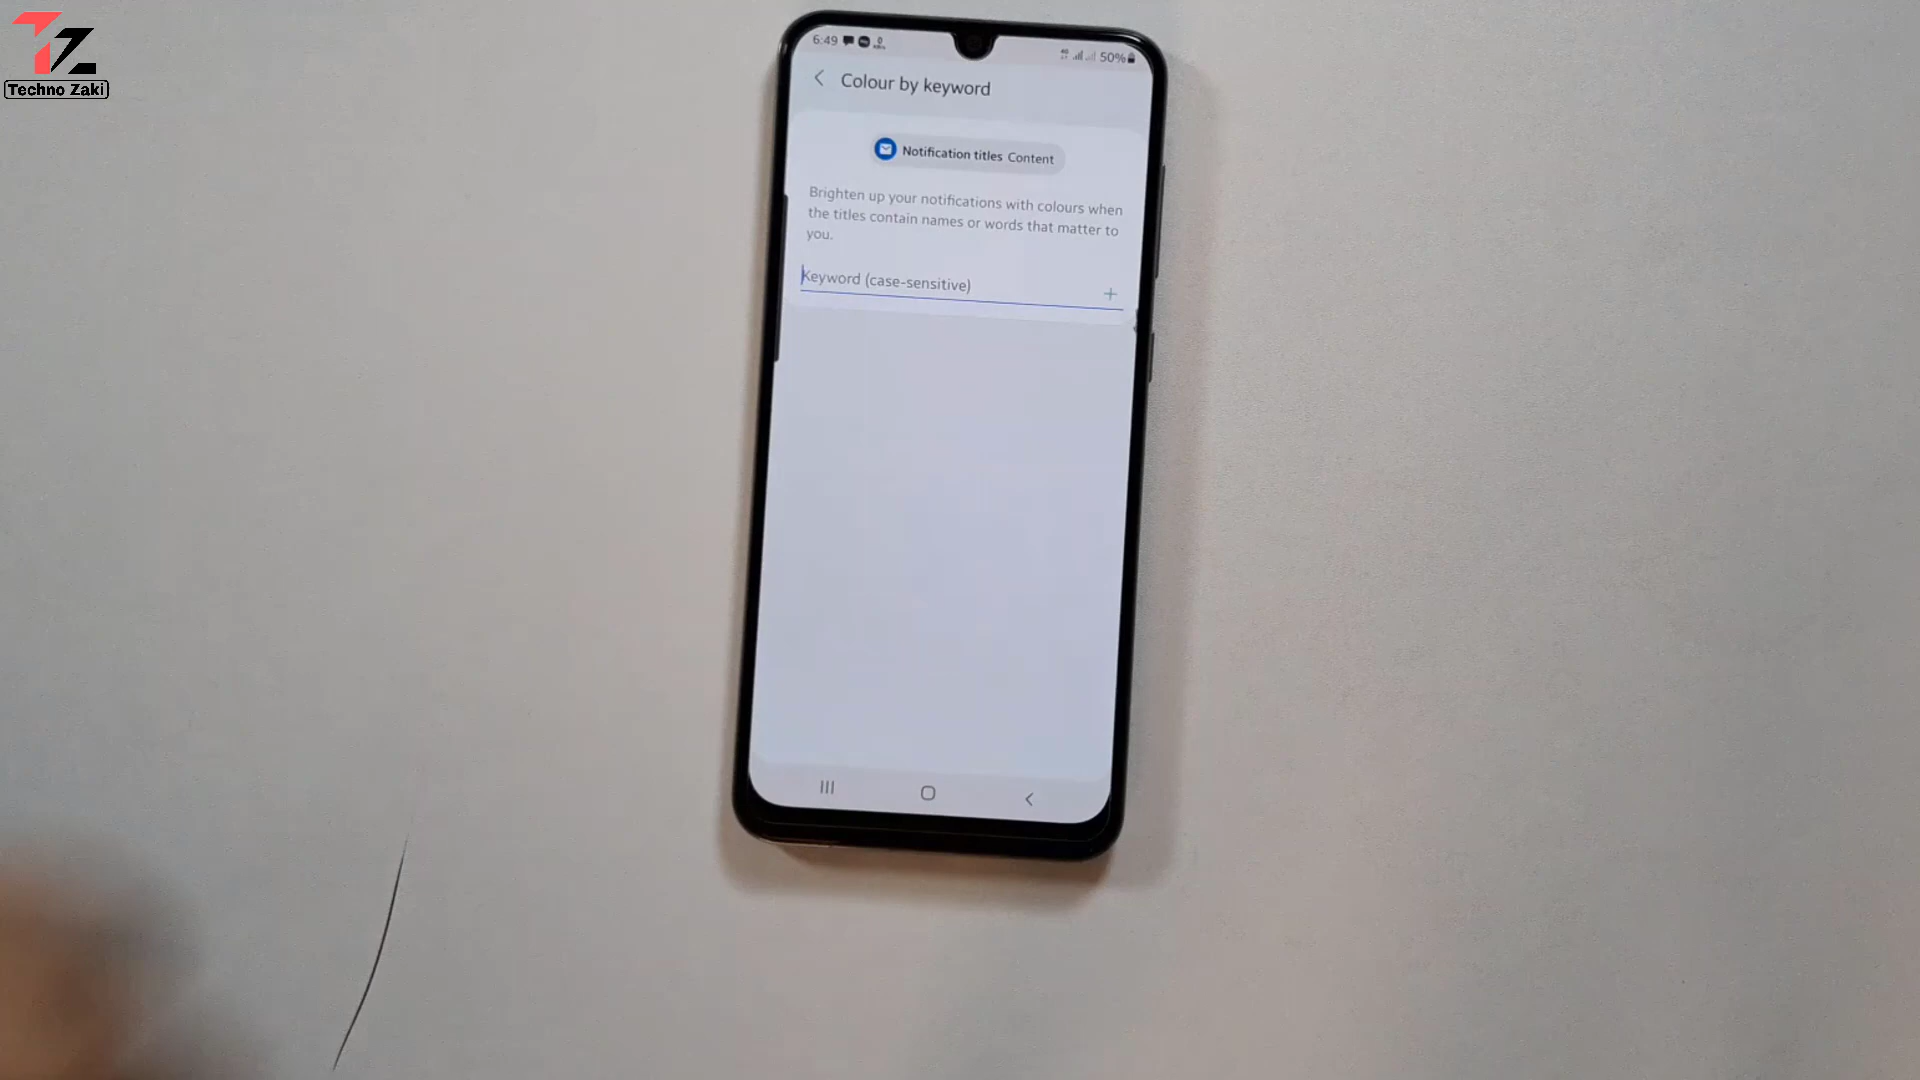 TZ
Techno Zaki
6:49
50%
Colour by keyword
Notification titles Content
Brighten up your notifications with colours when
the titles contain names or words that matter to
you.
Keyword (case-sensitive)